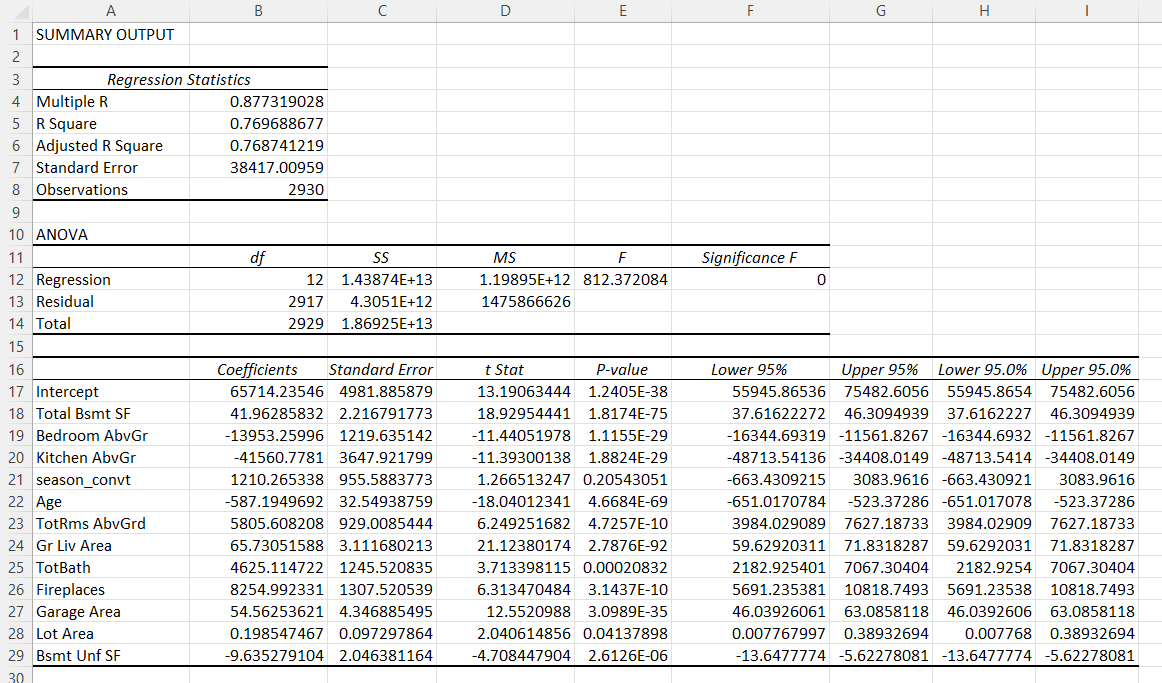 A B C D E F G H I
1 SUMMARY OUTPUT
2
3 Regression Statistics
4 Multiple R 0.877319028
5 R Square 0.769688677
6 Adjusted R Square 0.768741219
7 Standard Error 38417.00959
8 Observations 2930
9
10 ANOVA
11 df SS MS F Significance F
12 Regression 12 1.43874E+13 1.19895E+12 812.372084 0
13 Residual 2917 4.3051E+12 1475866626
14 Total 2929 1.86925E+13
15
16 Coefficients Standard Error t Stat P-value Lower 95% Upper 95% Lower 95.0% Upper 95.0%
17 Intercept 65714.23546 4981.885879 13.19063444 1.2405E-38 55945.86536 75482.6056 55945.8654 75482.6056
18 Total Bsmt SF 41.96285832 2.216791773 18.92954441 1.8174E-75 37.61622272 46.3094939 37.6162227 46.3094939
19 Bedroom AbvGr -13953.25996 1219.635142 -11.44051978 1.1155E-29 -16344.69319 -11561.8267 -16344.6932 -11561.8267
20 Kitchen AbvGr -41560.7781 3647.921799 -11.39300138 1.8824E-29 -48713.54136 -34408.0149 -48713.5414 -34408.0149
21 season_convt 1210.265338 955.5883773 1.266513247 0.20543051 -663.4309215 3083.9616 -663.430921 3083.9616
22 Age -587.1949692 32.54938759 -18.04012341 4.6684E-69 -651.0170784 -523.37286 -651.017078 -523.37286
23 TotRms AbvGrd 5805.608208 929.0085444 6.249251682 4.7257E-10 3984.029089 7627.18733 3984.02909 7627.18733
24 Gr Liv Area 65.73051588 3.111680213 21.12380174 2.7876E-92 59.62920311 71.8318287 59.6292031 71.8318287
25 TotBath 4625.114722 1245.520835 3.713398115 0.00020832 2182.925401 7067.30404 2182.9254 7067.30404
26 Fireplaces 8254.992331 1307.520539 6.313470484 3.1437E-10 5691.235381 10818.7493 5691.23538 10818.7493
27 Garage Area 54.56253621 4.346885495 12.5520988 3.0989E-35 46.03926061 63.0858118 46.0392606 63.0858118
28 Lot Area 0.198547467 0.097297864 2.040614856 0.04137898 0.007767997 0.38932694 0.007768 0.38932694
29 Bsmt Unf SF -9.635279104 2.046381164 -4.708447904 2.6126E-06 -13.6477774 -5.62278081 -13.6477774 -5.62278081
30